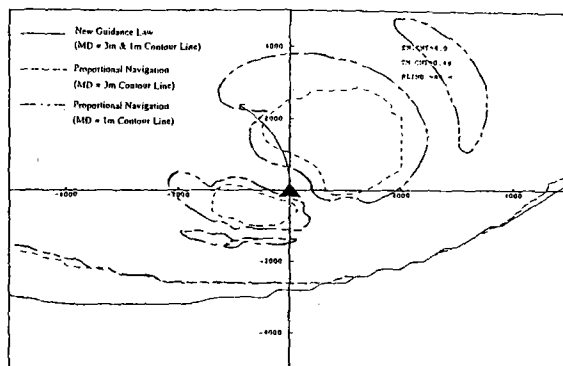 New Guidance Law
(MD = 3m & 1m Contour Line)
Proportional Navigation
(MD = 3m Contour Line)
Proportional Navigation
(MD = 1m Contour Line)
4000
2000
-4000
-2000
2000
4000
-2000
-4000